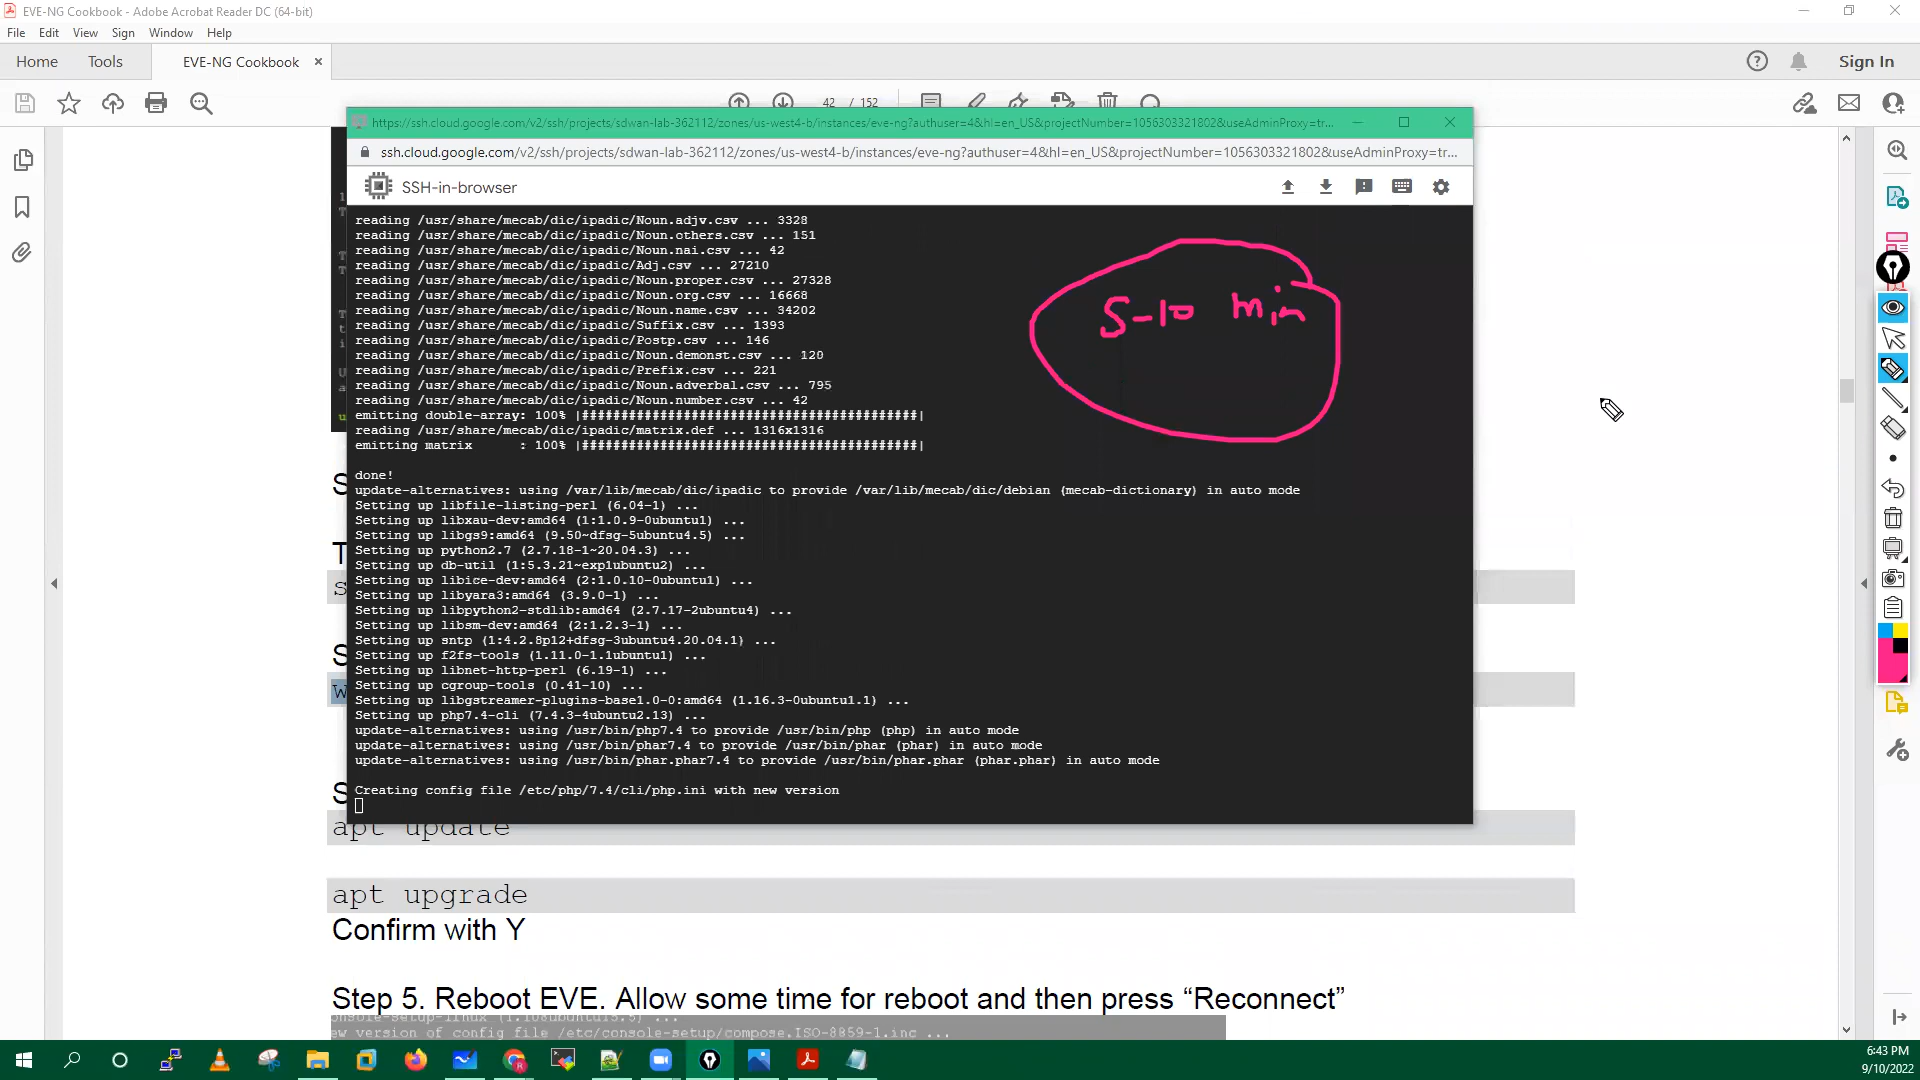 EVE-NG Cookbook - Adobe Acrobat Reader DC (64-bit)
File Edit View Sign Window Help
Home Tools EVE-NG Cookbook × Sign In
42 / 152
https://ssh.cloud.google.com/v2/ssh/projects/sdwan-lab-362112/zones/us-west4-b/instances/eve-ng?authuser=4&hl=en_US&projectNumber=1056303321802&useAdminProxy=tr...
ssh.cloud.google.com/v2/ssh/projects/sdwan-lab-362112/zones/us-west4-b/instances/eve-ng?authuser=4&hl=en_US&projectNumber=1056303321802&useAdminProxy=tr...
SSH-in-browser
reading /usr/share/mecab/dic/ipadic/Noun.adjv.csv ... 3328
reading /usr/share/mecab/dic/ipadic/Noun.others.csv ... 151
reading /usr/share/mecab/dic/ipadic/Noun.nai.csv ... 42
reading /usr/share/mecab/dic/ipadic/Adj.csv ... 27210
reading /usr/share/mecab/dic/ipadic/Noun.proper.csv ... 27328
reading /usr/share/mecab/dic/ipadic/Noun.org.csv ... 16668
reading /usr/share/mecab/dic/ipadic/Noun.name.csv ... 34202
5-10 min
reading /usr/share/mecab/dic/ipadic/Suffix.csv ... 1393
reading /usr/share/mecab/dic/ipadic/Postp.csv ... 146
reading /usr/share/mecab/dic/ipadic/Noun.demonst.csv ... 120
reading /usr/share/mecab/dic/ipadic/Prefix.csv ... 221
reading /usr/share/mecab/dic/ipadic/Noun.adverbal.csv ... 795
reading /usr/share/mecab/dic/ipadic/Noun.number.csv ... 42
emitting double-array: 100% |###########################################|
reading /usr/share/mecab/dic/ipadic/matrix.def ... 1316x1316
emitting matrix      : 100% |###########################################|
done!
update-alternatives: using /var/lib/mecab/dic/ipadic to provide /var/lib/mecab/dic/debian (mecab-dictionary) in auto mode
Setting up libfile-listing-perl (6.04-1) ...
Setting up libxau-dev:amd64 (1:1.0.9-0ubuntu1) ...
Setting up libgs9:amd64 (9.50~dfsg-5ubuntu4.5) ...
Setting up python2.7 (2.7.18-1~20.04.3) ...
Setting up db-util (1:5.3.21~exp1ubuntu2) ...
Setting up libice-dev:amd64 (2:1.0.10-0ubuntu1) ...
Setting up libyara3:amd64 (3.9.0-1) ...
Setting up libpython2-stdlib:amd64 (2.7.17-2ubuntu4) ...
Setting up libsm-dev:amd64 (2:1.2.3-1) ...
Setting up sntp (1:4.2.8p12+dfsg-3ubuntu4.20.04.1) ...
Setting up f2fs-tools (1.11.0-1.1ubuntu1) ...
Setting up libnet-http-perl (6.19-1) ...
Setting up cgroup-tools (0.41-10) ...
Setting up libgstreamer-plugins-base1.0-0:amd64 (1.16.3-0ubuntu1.1) ...
Setting up php7.4-cli (7.4.3-4ubuntu2.13) ...
update-alternatives: using /usr/bin/php7.4 to provide /usr/bin/php (php) in auto mode
update-alternatives: using /usr/bin/phar7.4 to provide /usr/bin/phar (phar) in auto mode
update-alternatives: using /usr/bin/phar.phar7.4 to provide /usr/bin/phar.phar (phar.phar) in auto mode
Creating config file /etc/php/7.4/cli/php.ini with new version
apt update
apt upgrade
Confirm with Y
Step 5. Reboot EVE. Allow some time for reboot and then press “Reconnect”
ew version of config file /etc/console-setup/compose.ISO-8859-1.inc ...
6:43 PM
9/10/2022